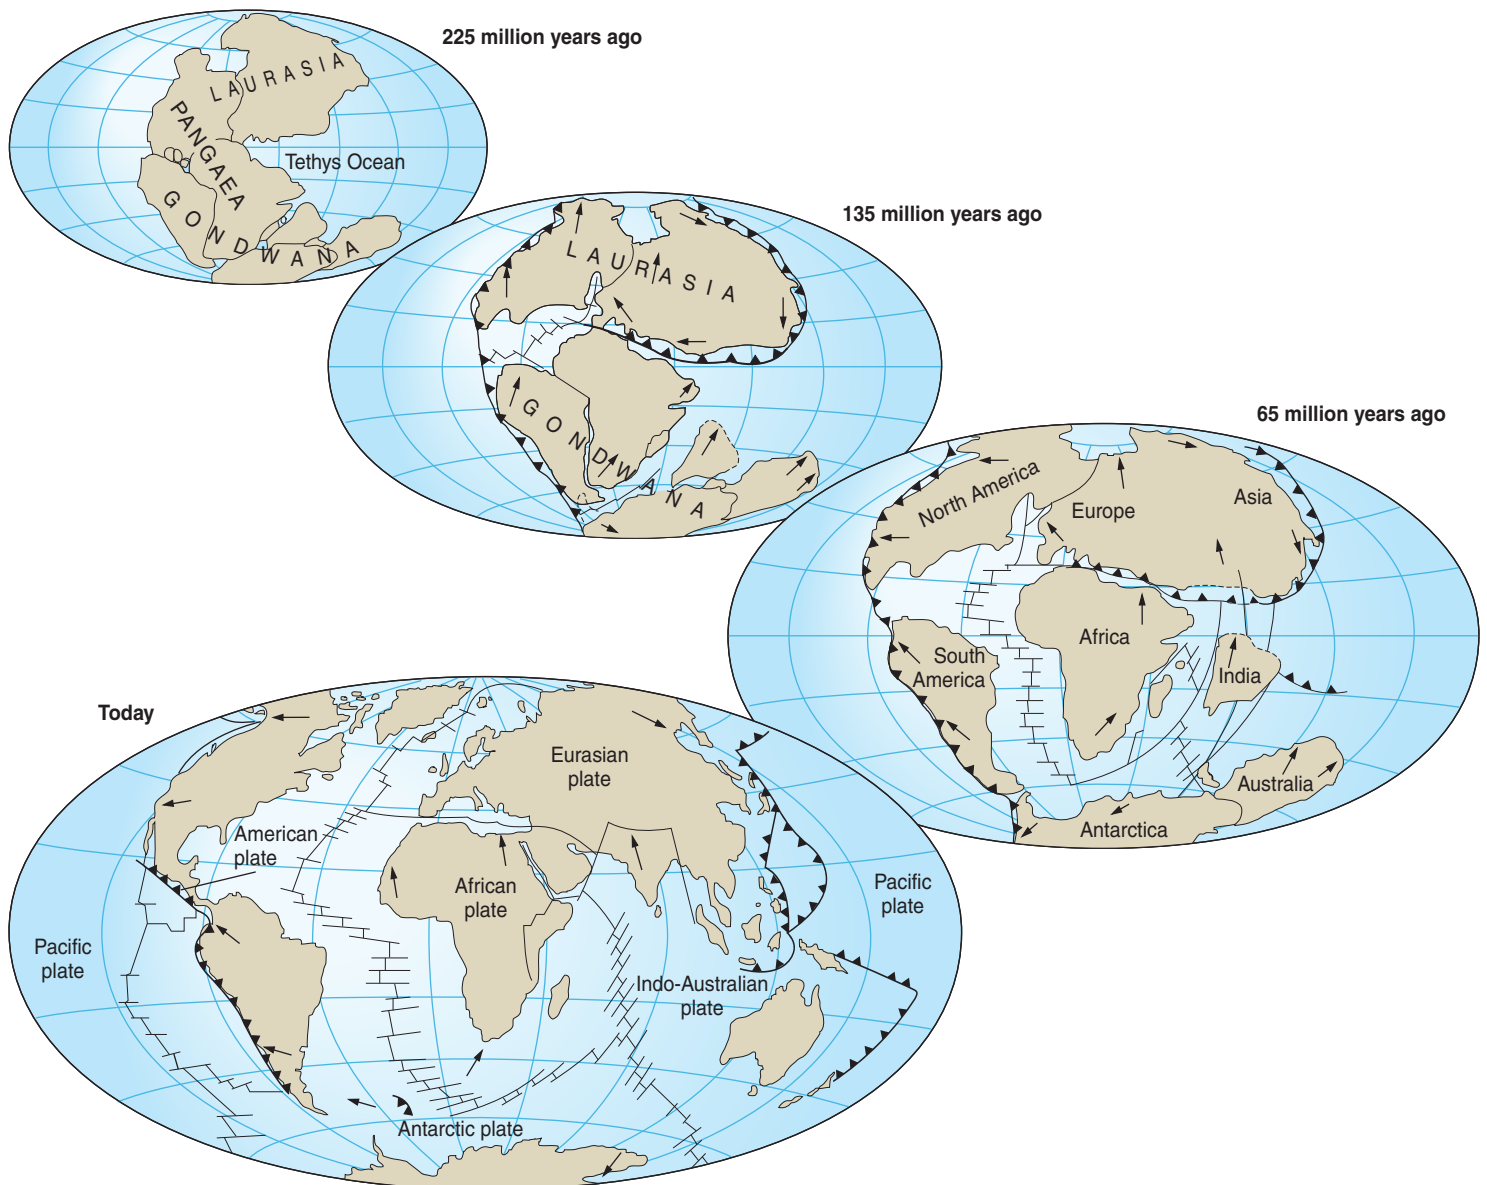 225 million years ago
LAURASIA
PANGAEA
Tethys Ocean
GONDWANA
135 million years ago
LAURASIA
GONDWANA
65 million years ago
North America
Europe
Asia
Africa
South
America
India
Australia
Antarctica
Today
Eurasian
plate
American
plate
African
plate
Pacific
plate
Pacific
plate
Indo-Australian
plate
Antarctic plate